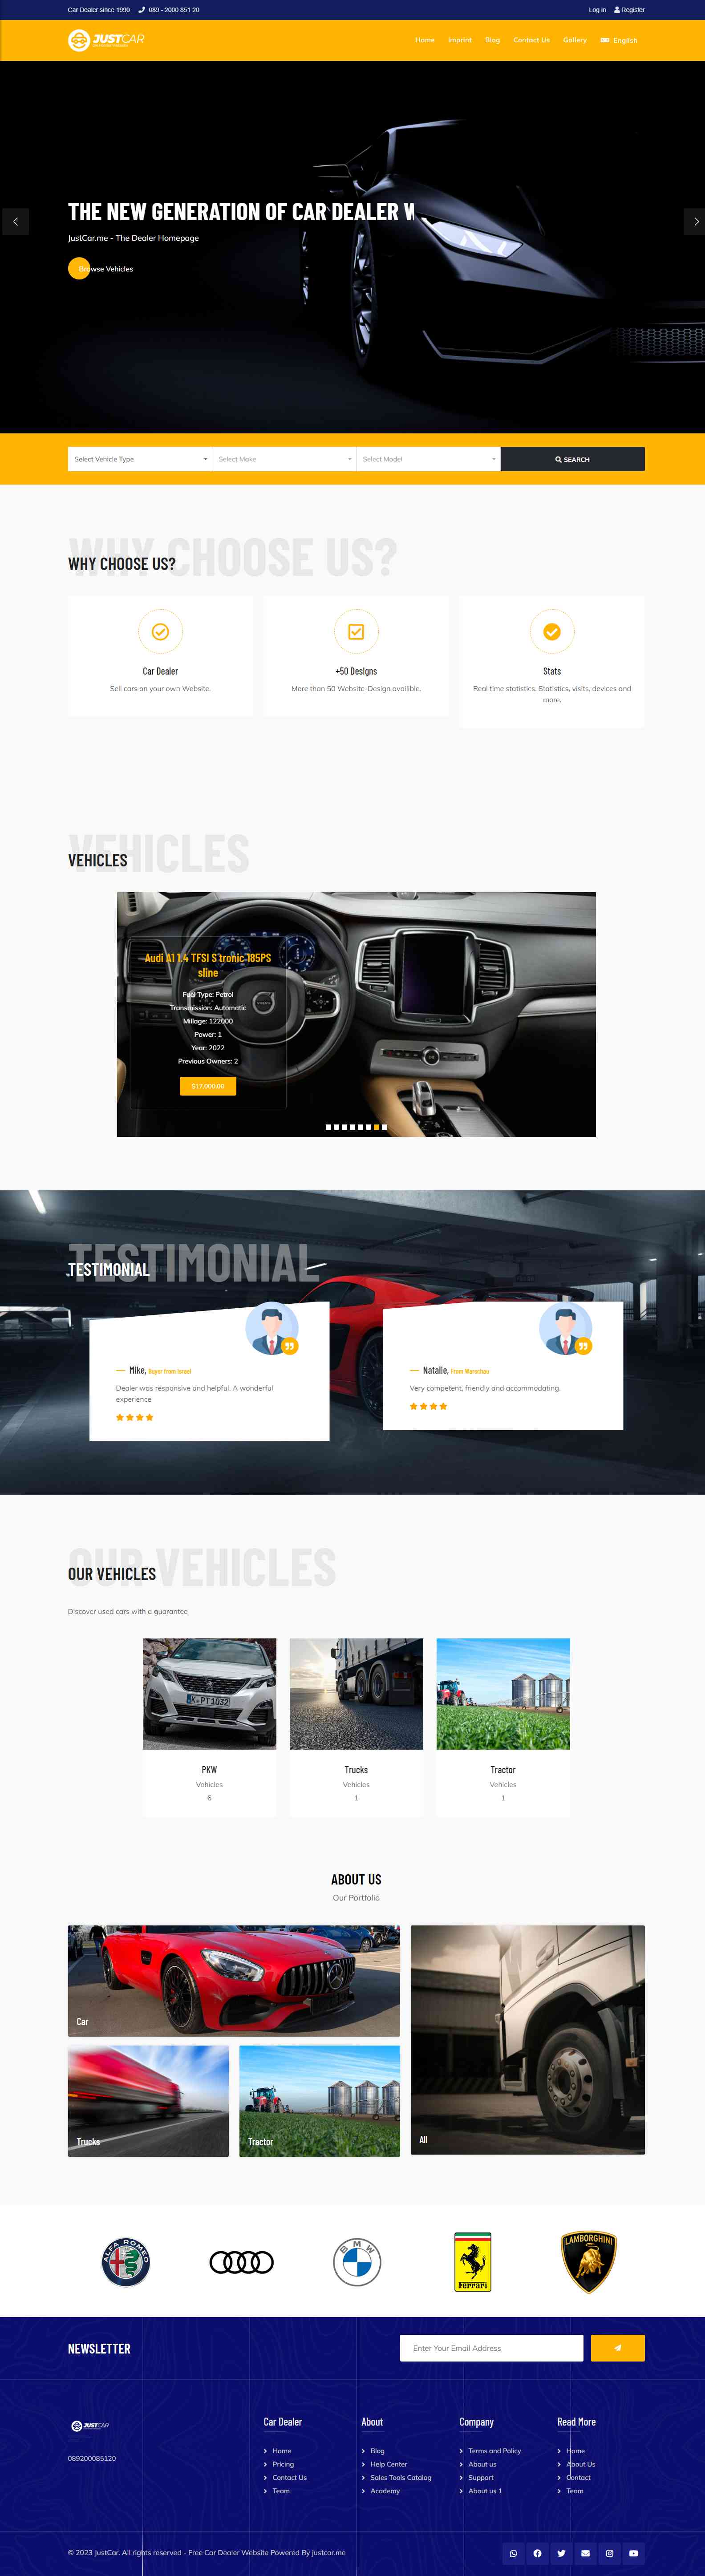 Car Dealer since 1990 089 - 2000 851 20 Log in Register
JUSTCAR Home Imprint Blog Contact Us Gallery English
THE NEW GENERATION OF CAR DEALER W
JustCar.me - The Dealer Homepage
Browse Vehicles
Select Vehicle Type Select Make Select Model SEARCH
WHY CHOOSE US?
WHY CHOOSE US?
Car Dealer
Sell cars on your own Website.
+50 Designs
More than 50 Website-Design availible.
Stats
Real time statistics. Statistics, visits, devices and
more.
VEHICLES
VEHICLES
Audi A1 1.4 TFSI S tronic 185PS
sline
Fuel Type: Petrol
Transmission: Automatic
Millage: 122000
Power: 1
Year: 2022
Previous Owners: 2
$17,000.00
TESTIMONIAL
TESTIMONIAL
Mike, Buyer from Israel
Dealer was responsive and helpful. A wonderful
experience
Natalie, From Warschau
Very competent, friendly and accommodating.
OUR VEHICLES
OUR VEHICLES
Discover used cars with a guarantee
K PT 1032
PKW
Vehicles
6
Trucks
Vehicles
1
Tractor
Vehicles
1
ABOUT US
Our Portfolio
Car
Trucks
Tractor
All
ALFA ROMEO
BMW
Ferrari
LAMBORGHINI
NEWSLETTER
Enter Your Email Address
JUSTCAR
089200085120
Car Dealer
Home
Pricing
Contact Us
Team
About
Blog
Help Center
Sales Tools Catalog
Academy
Company
Terms and Policy
About us
Support
About us 1
Read More
Home
About Us
Contact
Team
© 2023 JustCar. All rights reserved - Free Car Dealer Website Powered By justcar.me